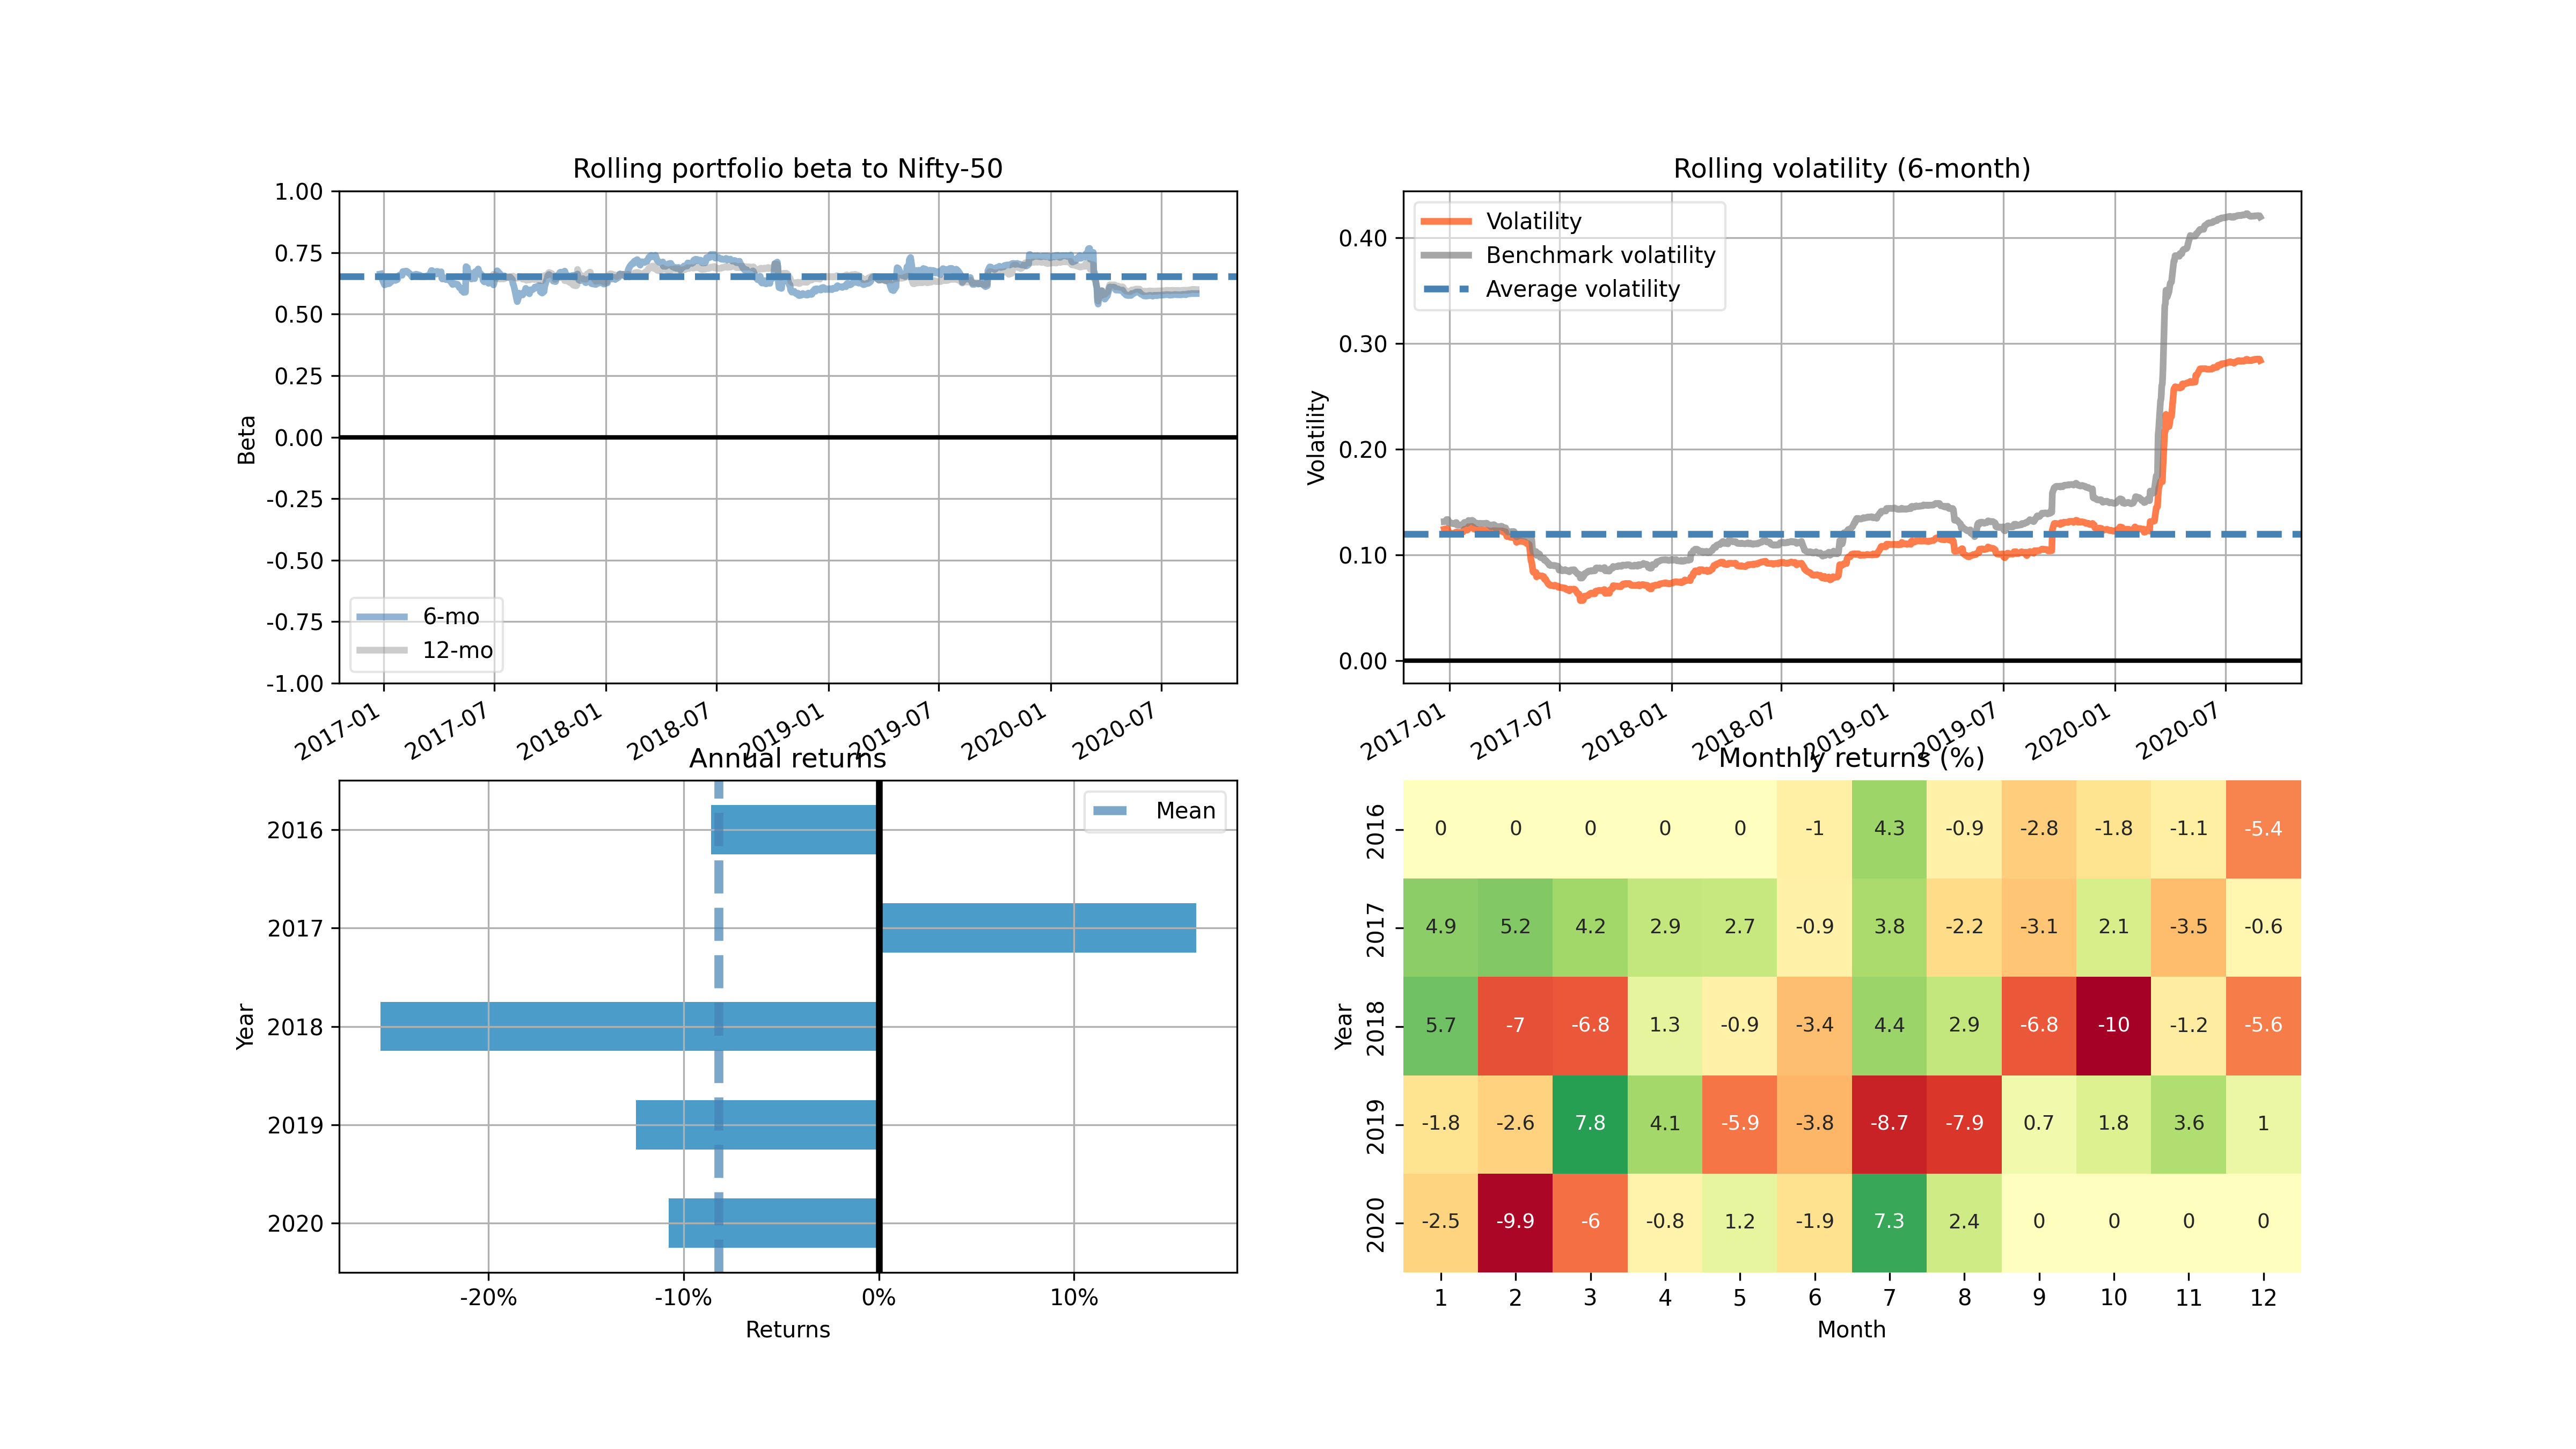 Rolling portfolio beta to Nifty-50
1.00
0.75
0.50
0.25
0.00
-0.25
-0.50
-0.75
-1.00
Beta
6-mo
12-mo
2017-01
2017-07
2018-01
2018-07
2019-01
2019-07
2020-01
2020-07
Rolling volatility (6-month)
Volatility
Benchmark volatility
Average volatility
0.40
0.30
0.20
0.10
0.00
Volatility
2017-01
2017-07
2018-01
2018-07
2019-01
2019-07
2020-01
2020-07
Annual returns
Mean
Year
2016
2017
2018
2019
2020
-20% -10% 0% 10%
Returns
Monthly returns (%)
Year
2016 0 0 0 0 0 -1 4.3 -0.9 -2.8 -1.8 -1.1 -5.4
2017 4.9 5.2 4.2 2.9 2.7 -0.9 3.8 -2.2 -3.1 2.1 -3.5 -0.6
2018 5.7 -7 -6.8 1.3 -0.9 -3.4 4.4 2.9 -6.8 -10 -1.2 -5.6
2019 -1.8 -2.6 7.8 4.1 -5.9 -3.8 -8.7 -7.9 0.7 1.8 3.6 1
2020 -2.5 -9.9 -6 -0.8 1.2 -1.9 7.3 2.4 0 0 0 0
1 2 3 4 5 6 7 8 9 10 11 12
Month